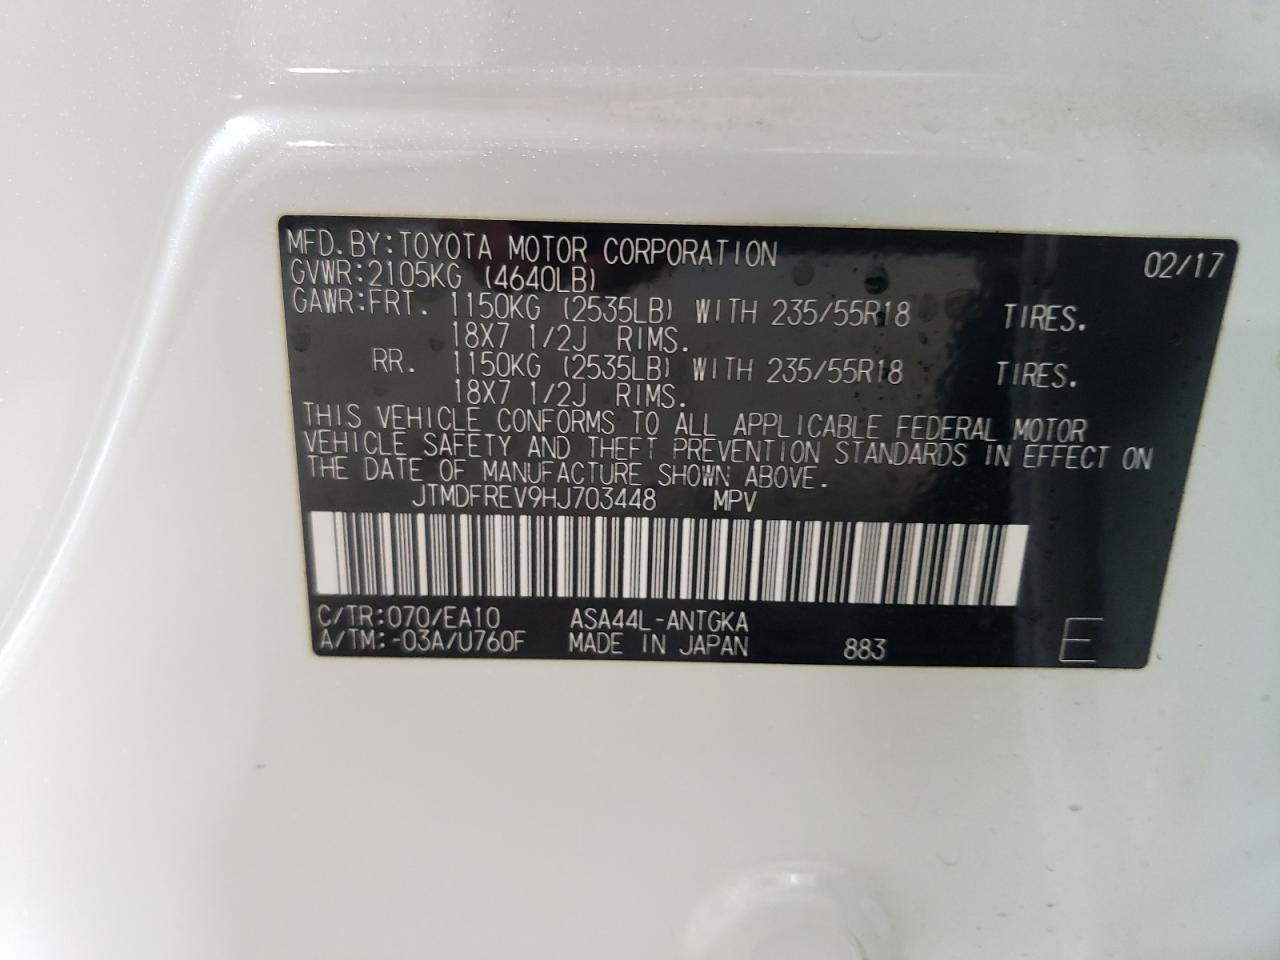 MFD.BY:TOYOTA MOTOR CORPORATION 02/17
GVWR:2105KG (4640LB)
GAWR:FRT. 1150KG (2535LB) WITH 235/55R18 TIRES.
18X7 1/2J RIMS.
RR. 1150KG (2535LB) WITH 235/55R18 TIRES.
18X7 1/2J RIMS.
THIS VEHICLE CONFORMS TO ALL APPLICABLE FEDERAL MOTOR
VEHICLE SAFETY AND THEFT PREVENTION STANDARDS IN EFFECT ON
THE DATE OF MANUFACTURE SHOWN ABOVE.
JTMDFREV9HJ703448 MPV
C/TR:070/EA10 ASA44L-ANTGKA
A/TM:-03A/U760F MADE IN JAPAN 883 E